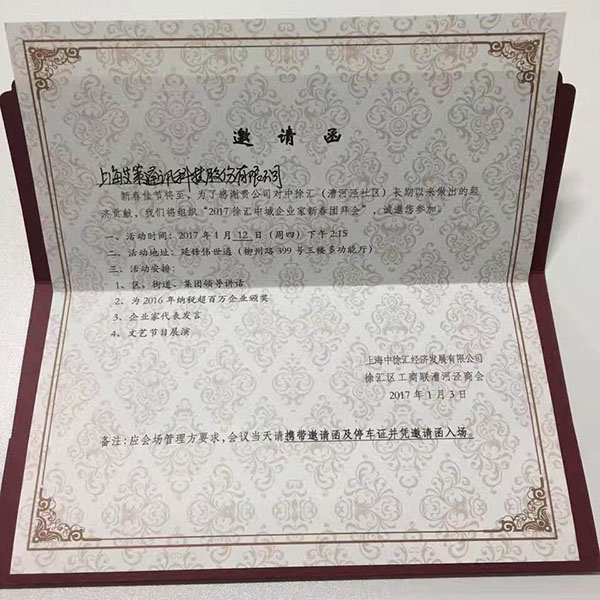 邀请函
上海生莱通讯科技股份有限公司
新春佳节将至，为了感谢贵公司对中徐汇（漕河泾社区）长期以来做出的经
济贡献，我们将组织“2017徐汇中城企业家新春团拜会”，诚邀您参加。
一、活动时间：2017年1月12日（周四）下午2:15
二、活动地址：延锋伟世通（柳州路399号三楼多功能厅）
三、活动安排：
1、区、街道、集团领导讲话
2、为2016年纳税超百万企业颁奖
3、企业家代表发言
4、文艺节目展演
上海中徐汇经济发展有限公司
徐汇区工商联漕河泾商会
2017年1月3日
备注：应会场管理方要求，会议当天请携带邀请函及停车证并凭邀请函入场。